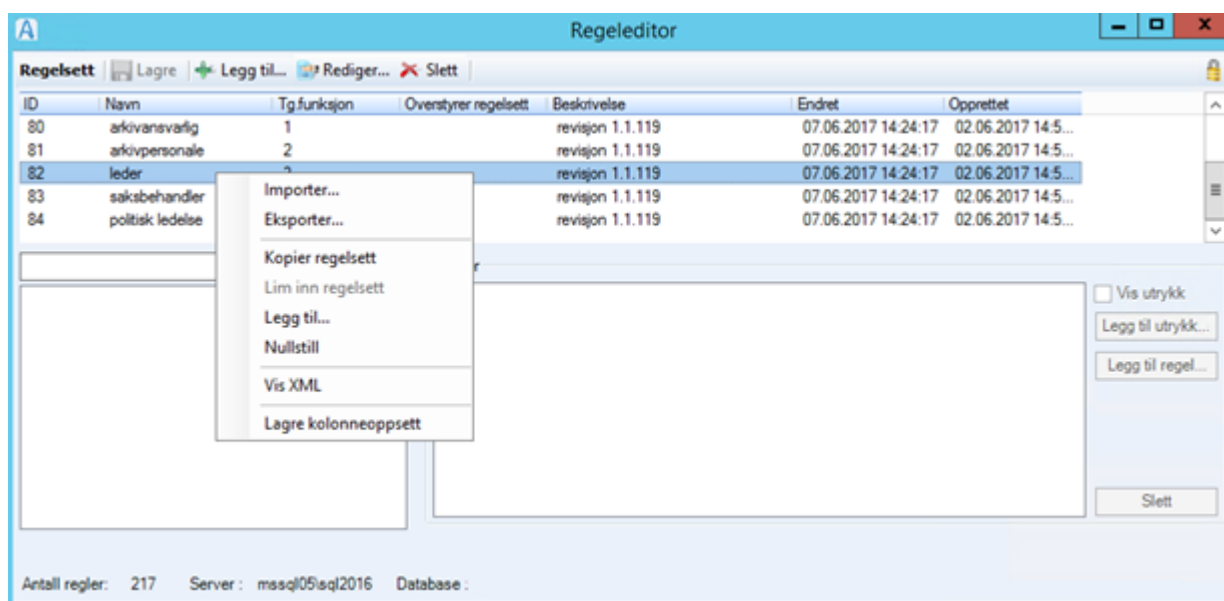 Regeleditor
Regelsett Lagre Legg til... Rediger... Slett
ID Navn Tg.funksjon Overstyrer regelsett Beskrivelse Endret Opprettet
80 arkivansvarlig 1 revisjon 1.1.119 07.06.2017 14:24:17 02.06.2017 14:5...
81 arkivpersonale 2 revisjon 1.1.119 07.06.2017 14:24:17 02.06.2017 14:5...
82 leder revisjon 1.1.119 07.06.2017 14:24:17 02.06.2017 14:5...
83 saksbehandler revisjon 1.1.119 07.06.2017 14:24:17 02.06.2017 14:5...
84 politisk ledelse revisjon 1.1.119 07.06.2017 14:24:17 02.06.2017 14:5...
Importer...
Eksporter...
Kopier regelsett
Lim inn regelsett
Legg til...
Nullstill
Vis XML
Lagre kolonneoppsett
Vis utrykk
Legg til utrykk...
Legg til regel...
Slett
Antall regler: 217 Server : mssql05\sql2016 Database :